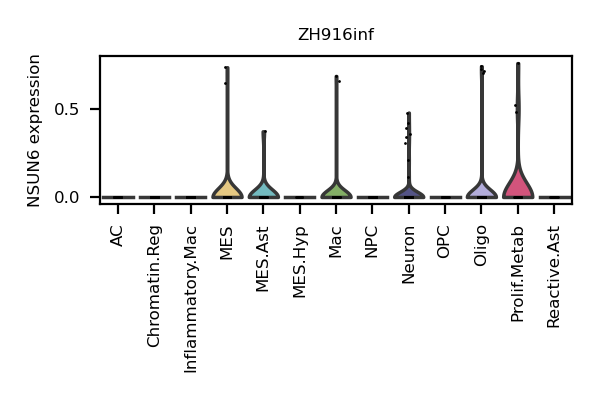 ZH916inf
NSUN6 expression
0.5
0.0
AC
Chromatin.Reg
Inflammatory.Mac
MES
MES.Ast
MES.Hyp
Mac
NPC
Neuron
OPC
Oligo
Prolif.Metab
Reactive.Ast